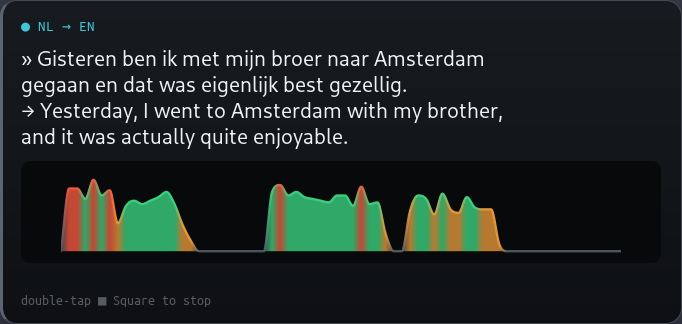 NL → EN
» Gisteren ben ik met mijn broer naar Amsterdam
gegaan en dat was eigenlijk best gezellig.
→ Yesterday, I went to Amsterdam with my brother,
and it was actually quite enjoyable.
double-tap ■ Square to stop